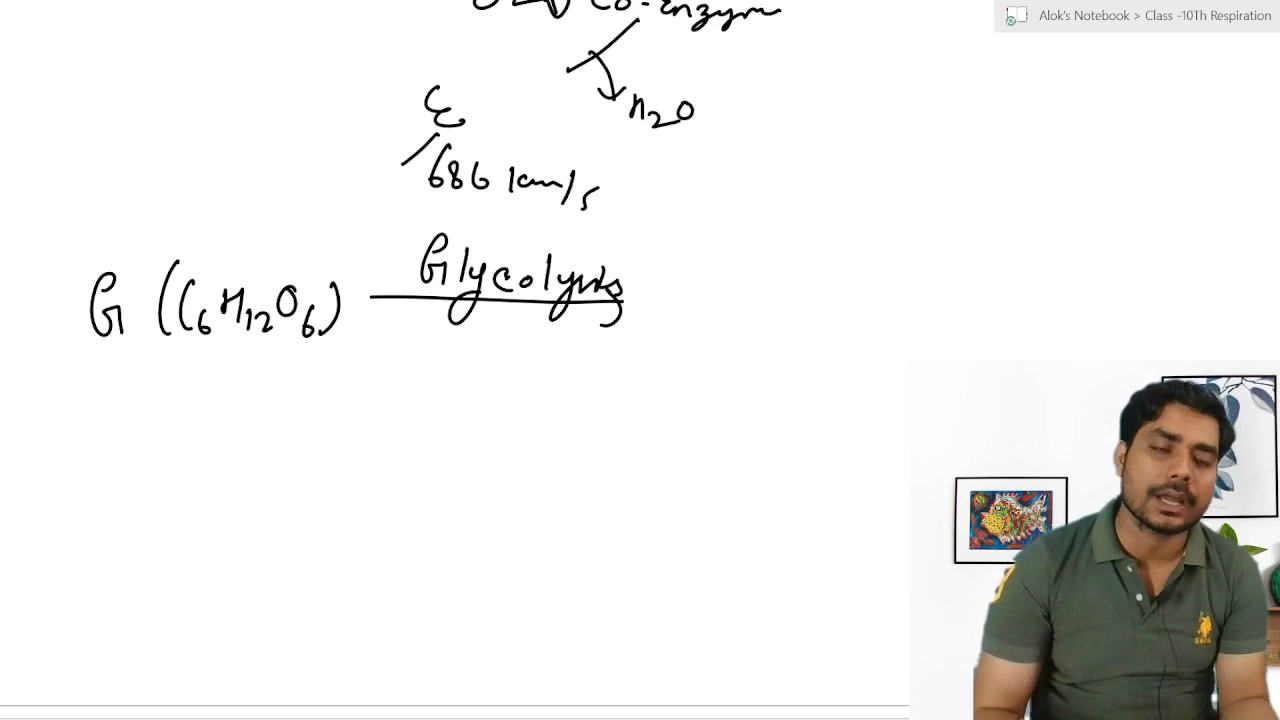 Alok's Notebook > Class -10Th Respiration
Co-Enzym
H2O
E
686 kcal/s
G (C6H12O6) Glycolysis